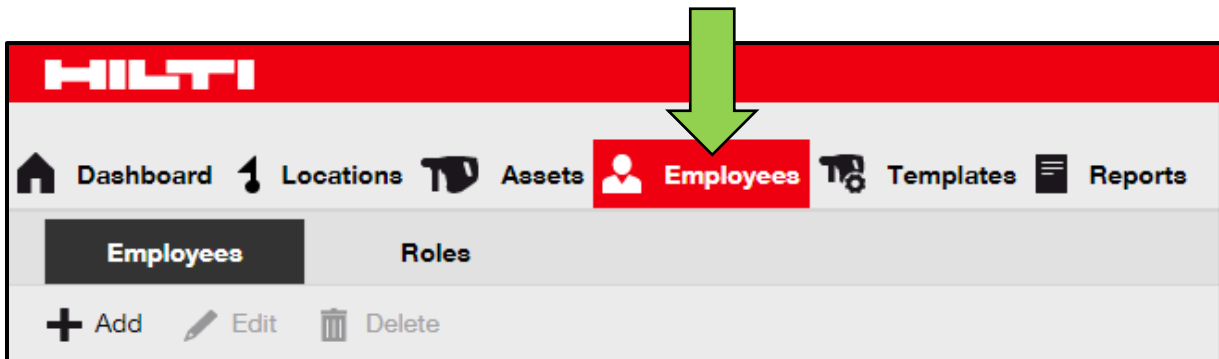 HILTI
Dashboard Locations Assets Employees Templates Reports
Employees Roles
Add Edit Delete